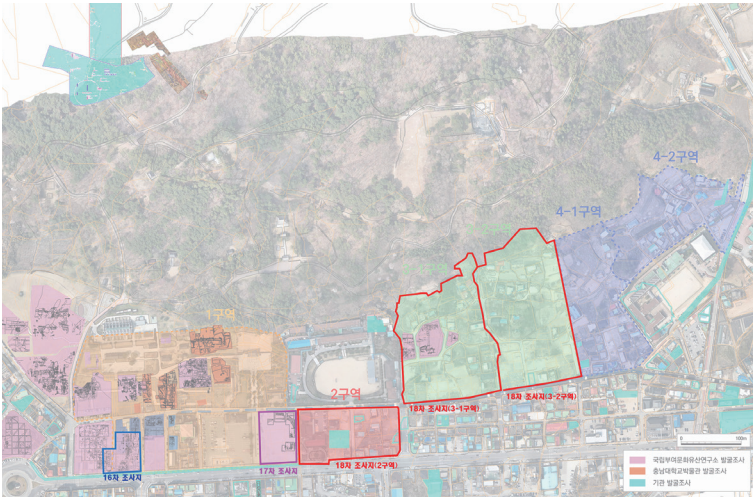 4-2구역
4-1구역
1구역
2구역
18차 조사지(3-2구역)
18차 조사지(3-1구역)
18차 조사지(2구역)
17차 조사지
16차 조사지
0 100m
국립부여문화유산연구소 발굴조사
충남대학교박물관 발굴조사
기관 발굴조사